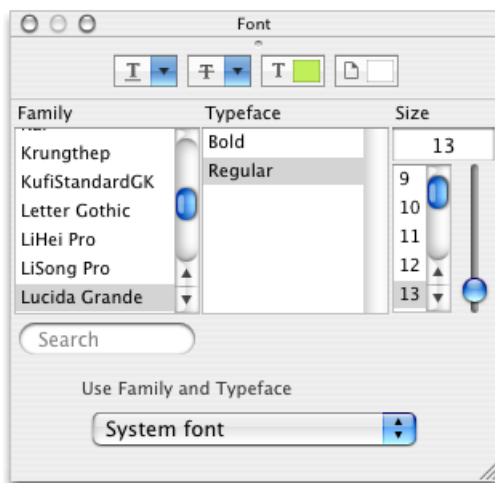 Font
T
T
T
Family
Typeface
Size
Krungthep
KufiStandardGK
Letter Gothic
LiHei Pro
LiSong Pro
Lucida Grande
Bold
Regular
13
9
10
11
12
13
Search
Use Family and Typeface
System font